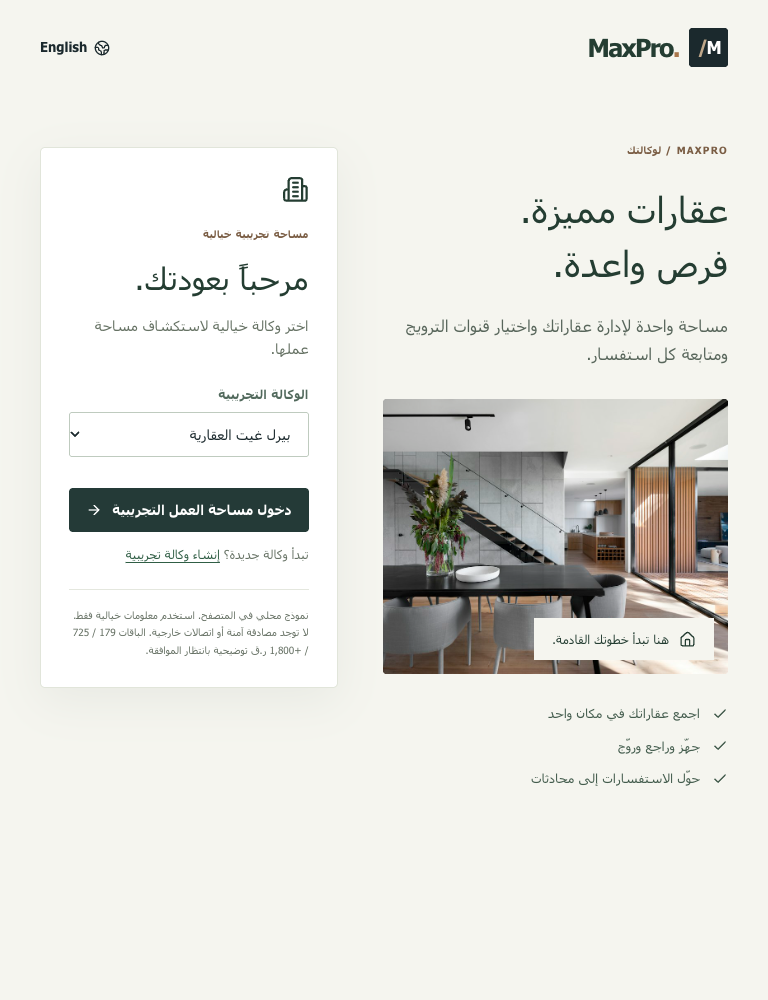 /M
MaxPro.
English
MAXPRO / لوكالتك
عقارات مميزة.
فرص واعدة.
مساحة واحدة لإدارة عقاراتك واختيار قنوات الترويج
ومتابعة كل استفسار.
هنا تبدأ خطوتك القادمة.
اجمع عقاراتك في مكان واحد
جهّز وراجع وروّج
حوّل الاستفسارات إلى محادثات
مساحة تجريبية خيالية
مرحباً بعودتك.
اختر وكالة خيالية لاستكشاف مساحة
عملها.
الوكالة التجريبية
بيرل غيت العقارية
دخول مساحة العمل التجريبية
تبدأ وكالة جديدة؟ إنشاء وكالة تجريبية
نموذج محلي في المتصفح. استخدم معلومات خيالية فقط.
لا توجد مصادقة آمنة أو اتصالات خارجية. الباقات 179 / 725
/ +1,800 ر.ق توضيحية بانتظار الموافقة.